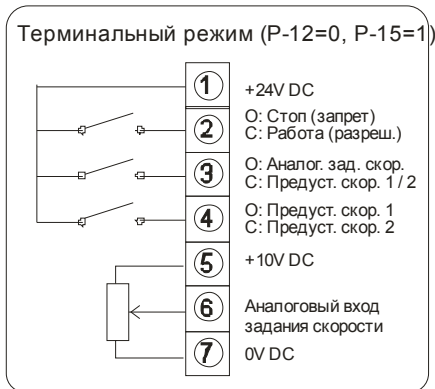 Терминальный режим (P-12=0, P-15=1)
1 +24V DC
2 О: Стоп (запрет)
С: Работа (разреш.)
3 О: Аналог. зад. скор.
С: Предуст. скор. 1 / 2
4 О: Предуст. скор. 1
С: Предуст. скор. 2
5 +10V DC
6 Аналоговый вход
задания скорости
7 0V DC